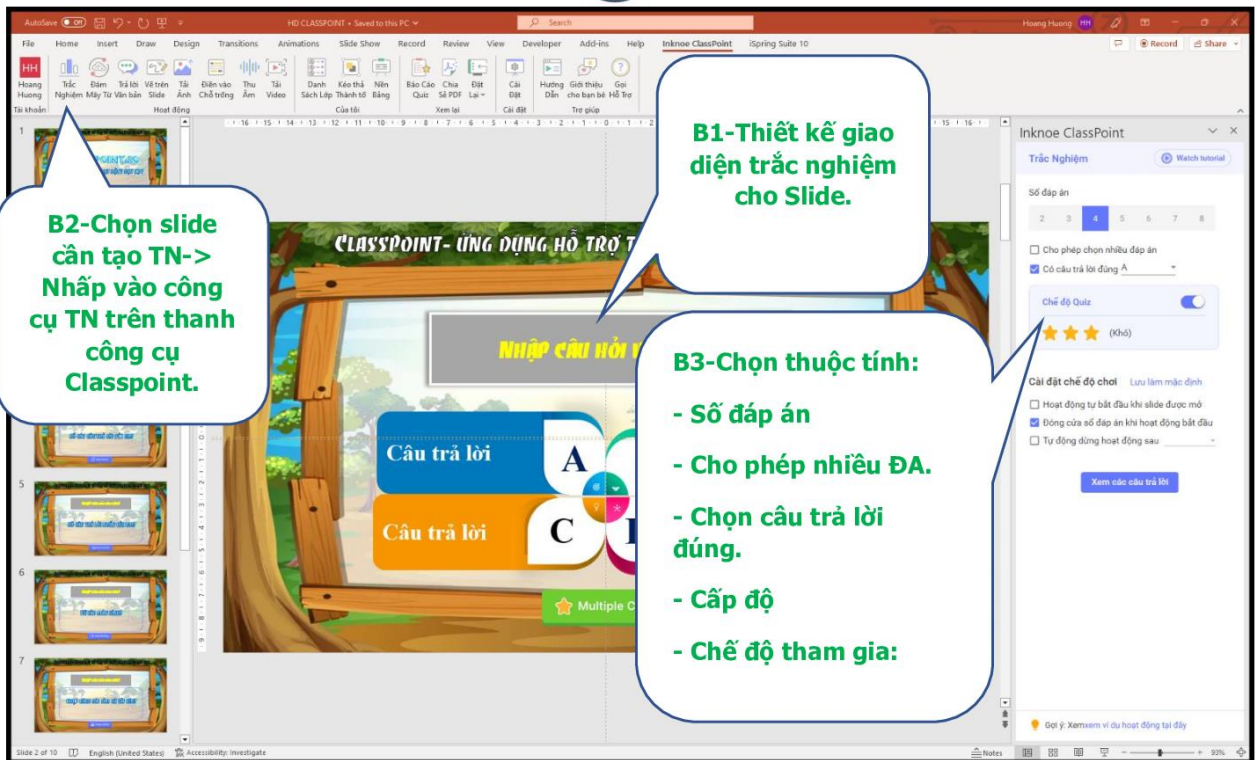 AutoSave Off
HD CLASSPOINT • Saved to this PC
Search
Hoang Huong HH
File Home Insert Draw Design Transitions Animations Slide Show Record Review View Developer Add-ins Help Inknoe ClassPoint iSpring Suite 10
Record Share
HH
Hoang Huong
Trắc Nghiệm
Đám Mây Từ
Trả lời Văn bản
Vẽ trên Slide
Tải Ảnh
Điền vào Chỗ trống
Thu Âm
Tải Video
Danh Sách Lớp
Kéo thả Thành tố
Nền Bảng
Báo Cáo Quiz
Chia Sẻ PDF
Đặt Lại
Cài Đặt
Hướng Dẫn
Giới thiệu cho bạn bè
Gọi Hỗ Trợ
Tài khoản
Hoạt động
Của tôi
Xem lại
Cài đặt
Trợ giúp
1
5
6
7
B2-Chọn slide
cần tạo TN->
Nhấp vào công
cụ TN trên thanh
công cụ
Classpoint.
B1-Thiết kế giao
diện trắc nghiệm
cho Slide.
CLASSPOINT- ỨNG DỤNG HỖ TRỢ
NHẬP CÂU HỎI
Câu trả lời
A
Câu trả lời
C
Multiple C
B3-Chọn thuộc tính:
- Số đáp án
- Cho phép nhiều ĐA.
- Chọn câu trả lời
đúng.
- Cấp độ
- Chế độ tham gia:
Inknoe ClassPoint
Trắc Nghiệm
Watch tutorial
Số đáp án
2 3 4 5 6 7 8
Cho phép chọn nhiều đáp án
Có câu trả lời đúng A
Chế độ Quiz
(Khó)
Cài đặt chế độ chơi Lưu làm mặc định
Hoạt động tự bắt đầu khi slide được mở
Đóng cửa sổ đáp án khi hoạt động bắt đầu
Tự động dừng hoạt động sau
Xem các câu trả lời
Gợi ý: Xemxem ví dụ hoạt động tại đây
Slide 2 of 10 English (United States) Accessibility: Investigate
Notes
93%